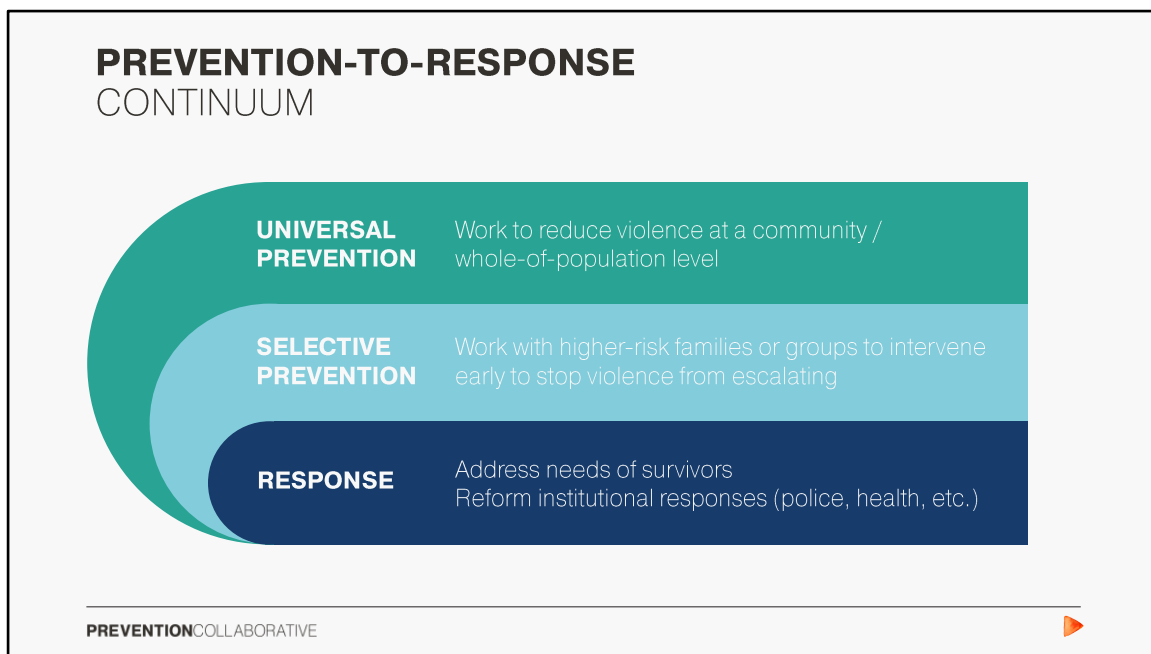 PREVENTION-TO-RESPONSE
CONTINUUM
UNIVERSAL
PREVENTION
Work to reduce violence at a community /
whole-of-population level
SELECTIVE
PREVENTION
Work with higher-risk families or groups to intervene
early to stop violence from escalating
RESPONSE
Address needs of survivors
Reform institutional responses (police, health, etc.)
PREVENTIONCOLLABORATIVE